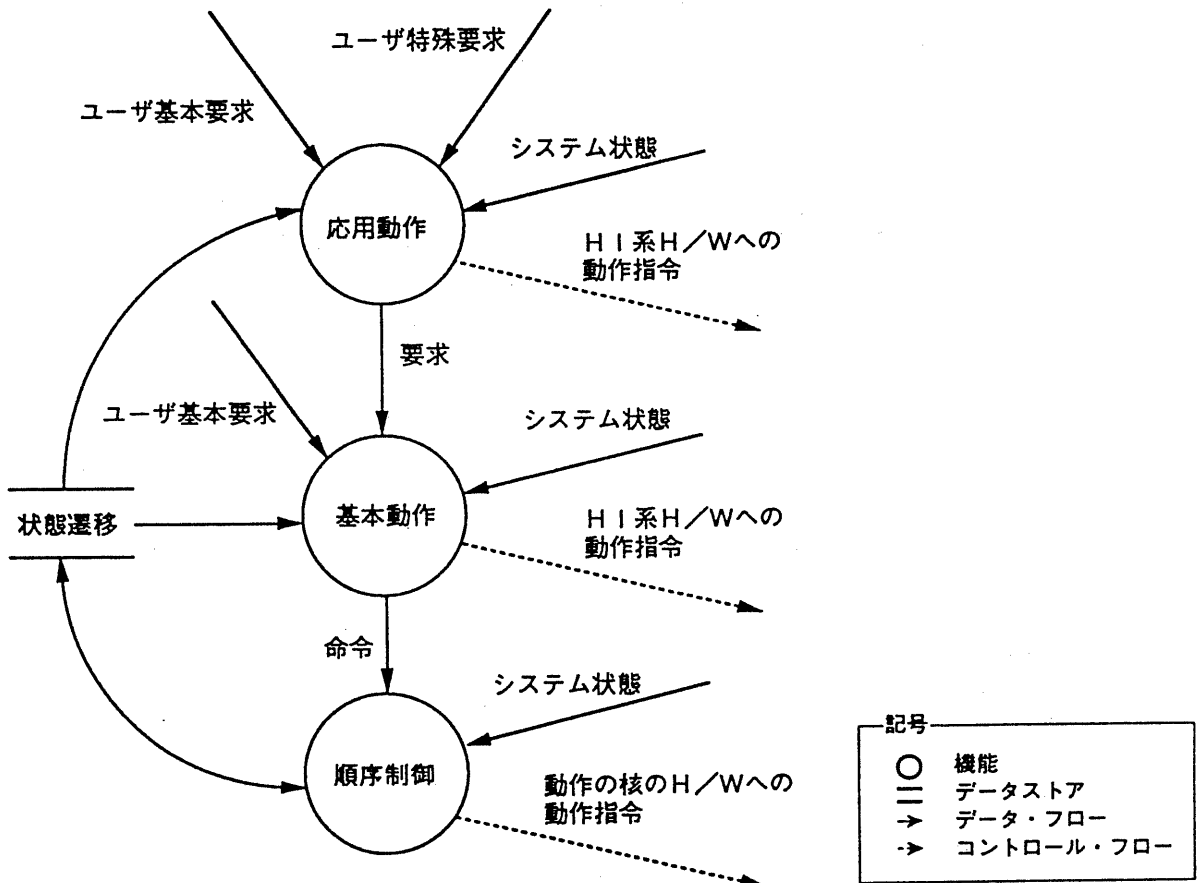 ユーザ特殊要求
ユーザ基本要求
システム状態
応用動作
HI系H/Wへの
動作指令
要求
ユーザ基本要求
システム状態
状態遷移
基本動作
HI系H/Wへの
動作指令
命令
システム状態
順序制御
動作の核のH/Wへの
動作指令
記号
機能
データストア
データ・フロー
コントロール・フロー